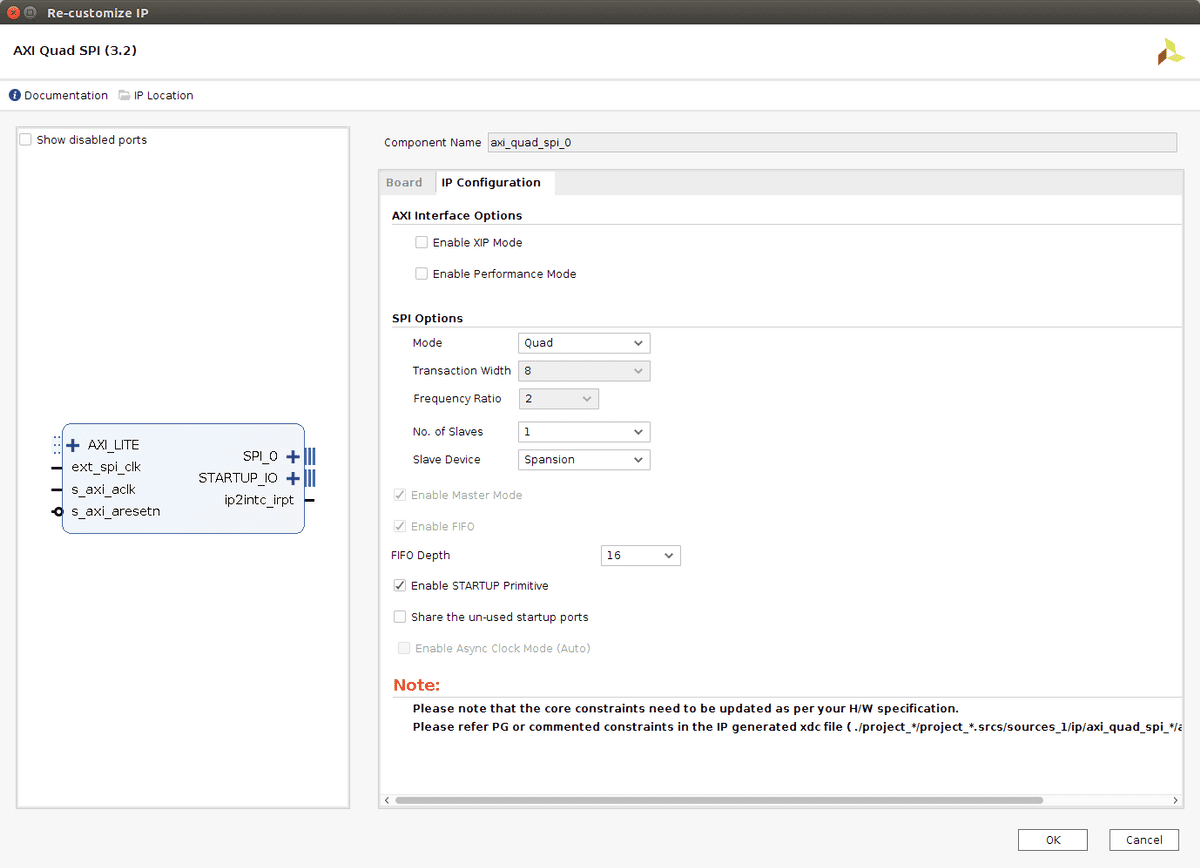 Re-customize IP
AXI Quad SPI (3.2)
Documentation IP Location
Show disabled ports
AXI_LITE
ext_spi_clk
s_axi_aclk
s_axi_aresetn
SPI_0
STARTUP_IO
ip2intc_irpt
Component Name axi_quad_spi_0
Board IP Configuration
AXI Interface Options
Enable XIP Mode
Enable Performance Mode
SPI Options
Mode Quad
Transaction Width 8
Frequency Ratio 2
No. of Slaves 1
Slave Device Spansion
Enable Master Mode
Enable FIFO
FIFO Depth 16
Enable STARTUP Primitive
Share the un-used startup ports
Enable Async Clock Mode (Auto)
Note:
Please note that the core constraints need to be updated as per your H/W specification.
Please refer PG or commented constraints in the IP generated xdc file ( ./project_*/project_*.srcs/sources_1/ip/axi_quad_spi_*/a
OK Cancel